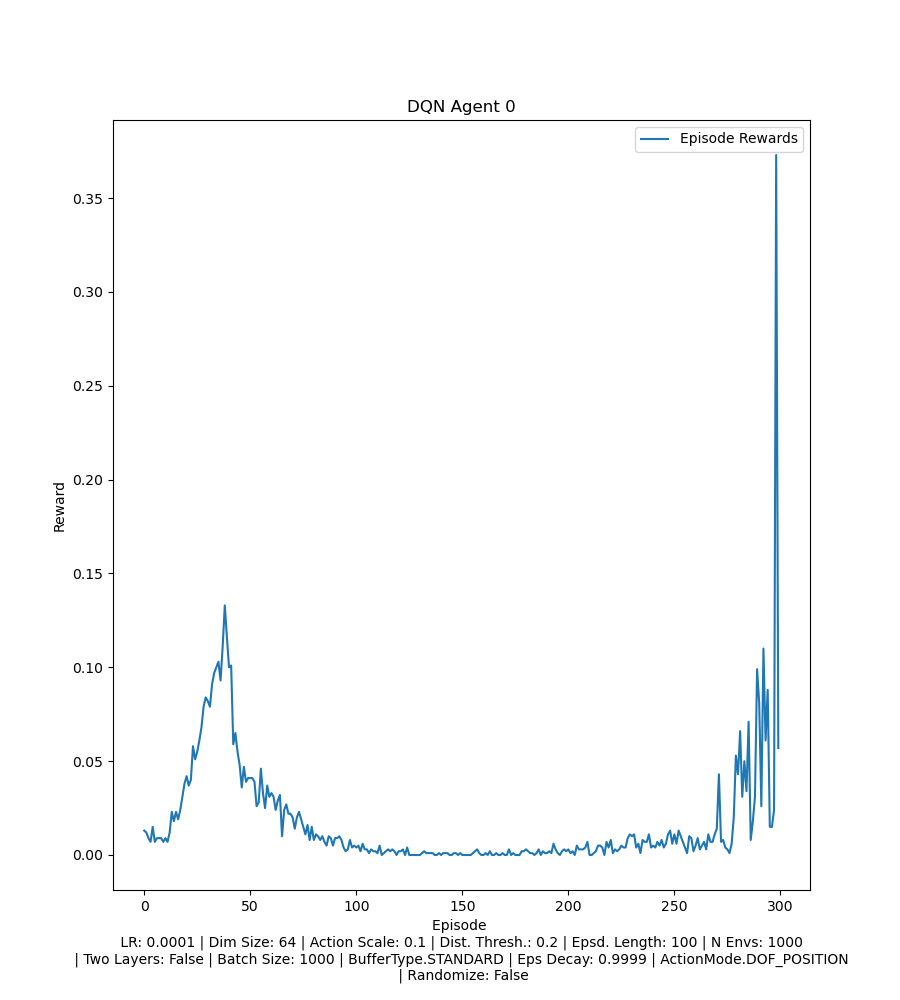 DQN Agent 0
Episode Rewards
0.35
0.30
0.25
0.20
0.15
0.10
0.05
0.00
Reward
0 50 100 150 200 250 300
Episode
LR: 0.0001 | Dim Size: 64 | Action Scale: 0.1 | Dist. Thresh.: 0.2 | Epsd. Length: 100 | N Envs: 1000
| Two Layers: False | Batch Size: 1000 | BufferType.STANDARD | Eps Decay: 0.9999 | ActionMode.DOF_POSITION
| Randomize: False